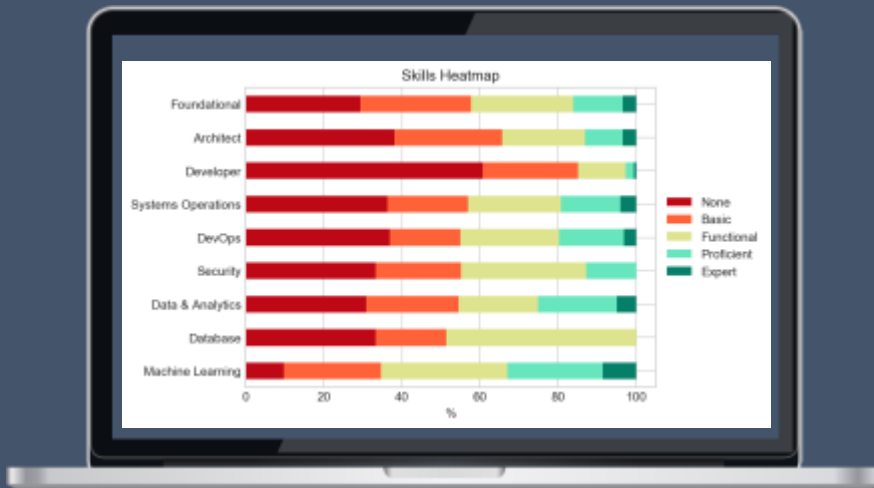 Skills Heatmap
Foundational
Architect
Developer
Systems Operations
DevOps
Security
Data & Analytics
Database
Machine Learning
0 20 40 60 80 100
%
None
Basic
Functional
Proficient
Expert